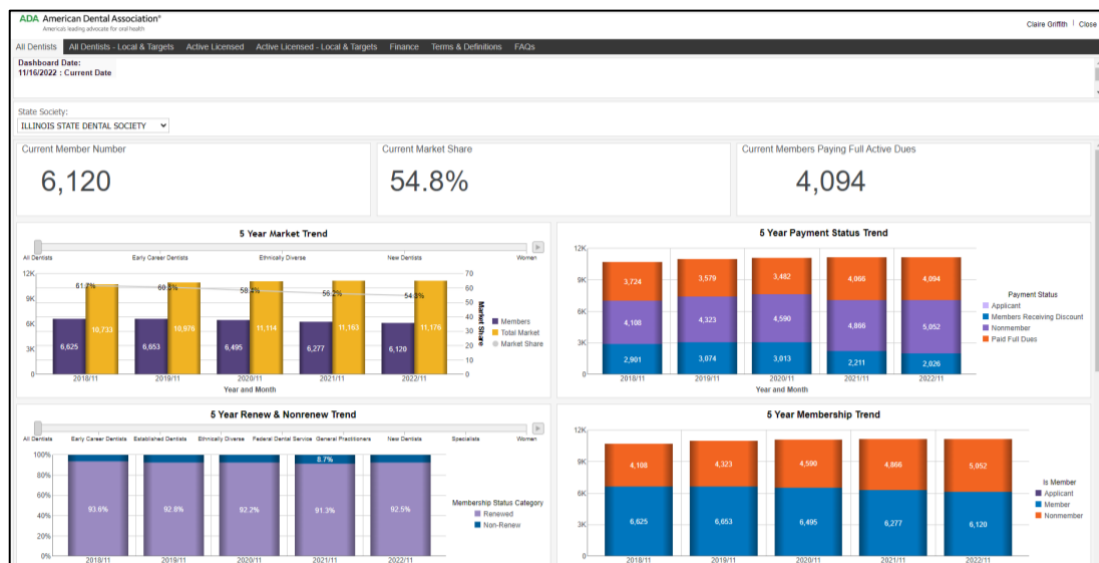 ADA American Dental Association®
America's leading advocate for oral health
Claire Griffith | Close
All Dentists All Dentists - Local & Targets Active Licensed Active Licensed - Local & Targets Finance Terms & Definitions FAQs
Dashboard Date:
11/16/2022 : Current Date
State Society:
ILLINOIS STATE DENTAL SOCIETY
Current Member Number
6,120
Current Market Share
54.8%
Current Members Paying Full Active Dues
4,094
5 Year Market Trend
All Dentists Early Career Dentists Ethnically Diverse New Dentists Women
12K
9K
6K
3K
0
70
60
50
40
30
20
10
0
61.7%
54.8%
6,625 10,733
6,653 10,976
6,495 11,114
6,277 11,163
6,120 11,176
2018/11 2019/11 2020/11 2021/11 2022/11
Year and Month
Market Share
Members
Total Market
Market Share
5 Year Payment Status Trend
12K
9K
6K
3K
0
3,724 3,579 3,482 4,066 4,094
4,108 4,323 4,590 4,866 5,052
2,901 3,074 3,013 2,211 2,026
2018/11 2019/11 2020/11 2021/11 2022/11
Year and Month
Payment Status
Applicant
Members Receiving Discount
Nonmember
Paid Full Dues
5 Year Renew & Nonrenew Trend
All Dentists Early Career Dentists Established Dentists Ethnically Diverse Federal Dental Service General Practitioners New Dentists Specialists Women
100%
80%
60%
40%
20%
0%
8.7%
93.6% 92.8% 92.2% 91.3% 92.5%
2018/11 2019/11 2020/11 2021/11 2022/11
Membership Status Category
Renewed
Non-Renew
5 Year Membership Trend
12K
9K
6K
3K
0
4,108 4,323 4,590 4,866 5,052
6,625 6,653 6,495 6,277 6,120
2018/11 2019/11 2020/11 2021/11 2022/11
Is Member
Applicant
Member
Nonmember